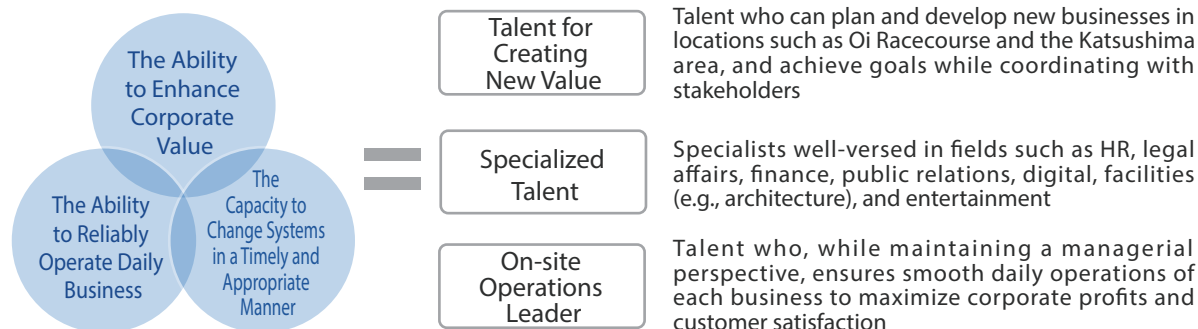 The Ability
to Enhance
Corporate
Value
The Ability
to Reliably
Operate Daily
Business
The
Capacity to
Change Systems
in a Timely and
Appropriate
Manner
Talent for
Creating
New Value
Talent who can plan and develop new businesses in
locations such as Oi Racecourse and the Katsushima
area, and achieve goals while coordinating with
stakeholders
Specialized
Talent
Specialists well-versed in fields such as HR, legal
affairs, finance, public relations, digital, facilities
(e.g., architecture), and entertainment
On-site
Operations
Leader
Talent who, while maintaining a managerial
perspective, ensures smooth daily operations of
each business to maximize corporate profits and
customer satisfaction